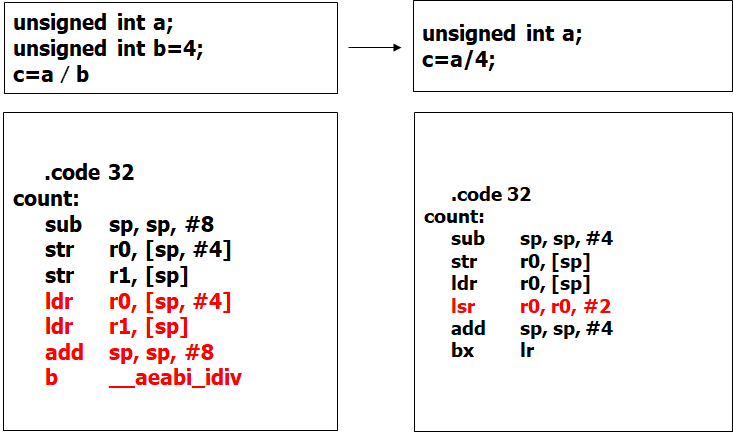 unsigned int a;
unsigned int b=4;
c=a / b
unsigned int a;
c=a/4;
.code 32
count:
sub sp, sp, #8
str r0, [sp, #4]
str r1, [sp]
ldr r0, [sp, #4]
ldr r1, [sp]
add sp, sp, #8
b __aeabi_idiv
.code 32
count:
sub sp, sp, #4
str r0, [sp]
ldr r0, [sp]
lsr r0, r0, #2
add sp, sp, #4
bx lr